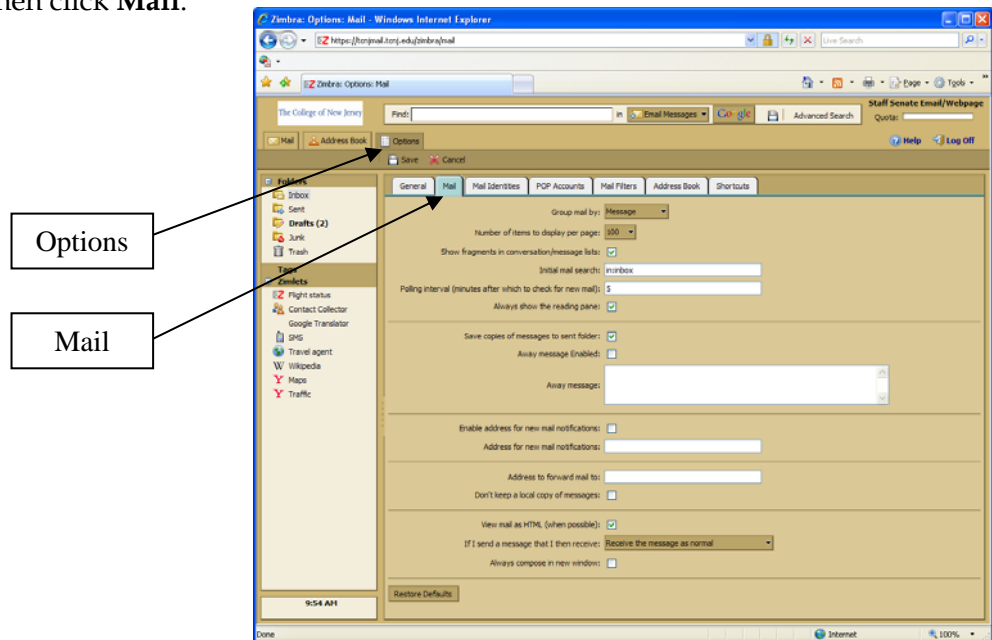 then click Mail.
Zimbra: Options: Mail - Windows Internet Explorer
https://tcnjmail.tcnj.edu/zimbra/mail
Live Search
Zimbra: Options: Mail
Page
Tools
The College of New Jersey
Find:
in
Email Messages
Google
Advanced Search
Staff Senate Email/Webpage
Quota:
Mail
Address Book
Options
Help
Log Off
Save
Cancel
Folders
Inbox
Sent
Drafts (2)
Junk
Trash
Tags
Zimlets
Flight status
Contact Collector
Google Translator
SMS
Travel agent
Wikipedia
Maps
Traffic
9:54 AM
General
Mail
Mail Identities
POP Accounts
Mail Filters
Address Book
Shortcuts
Group mail by: Message
Number of items to display per page: 100
Show fragments in conversation/message lists:
Initial mail search: in:inbox
Polling interval (minutes after which to check for new mail): 5
Always show the reading pane:
Save copies of messages to sent folder:
Away message Enabled:
Away message:
Enable address for new mail notifications:
Address for new mail notifications:
Address to forward mail to:
Don't keep a local copy of messages:
View mail as HTML (when possible):
If I send a message that I then receive: Receive the message as normal
Always compose in new window:
Restore Defaults
Done
Internet
100%
Options
Mail